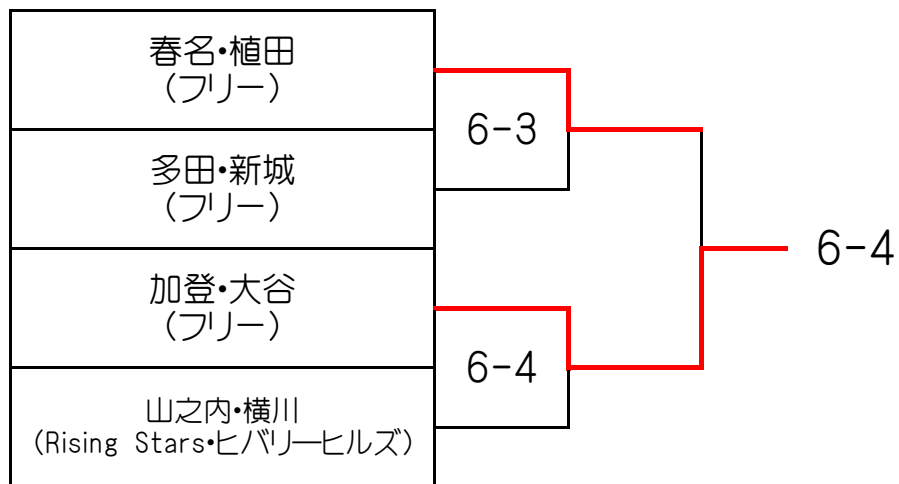 春名・植田
(フリー)
6-3
多田・新城
(フリー)
6-4
加登・大谷
(フリー)
6-4
山之内・横川
(Rising Stars・ヒバリーヒルズ)